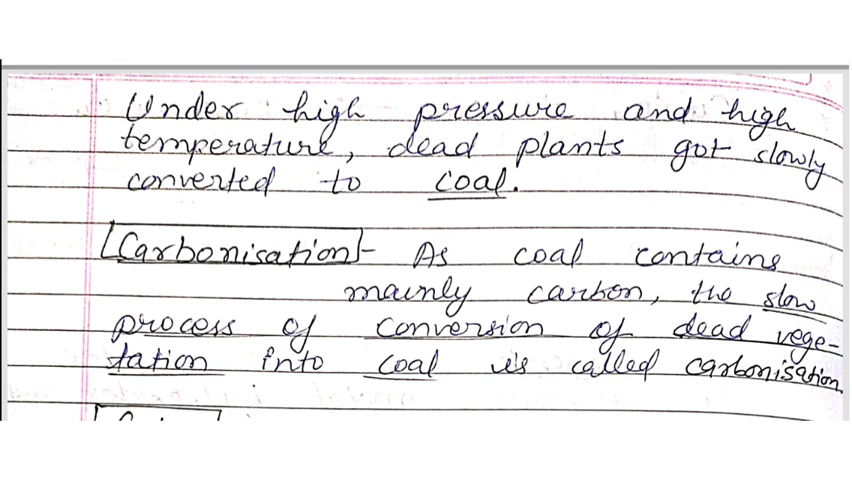 Under high pressure and high
temperature, dead plants got slowly
converted to coal.
Carbonisation - As coal contains
mainly carbon, the slow
process of conversion of dead vege-
tation into coal is called carbonisation.